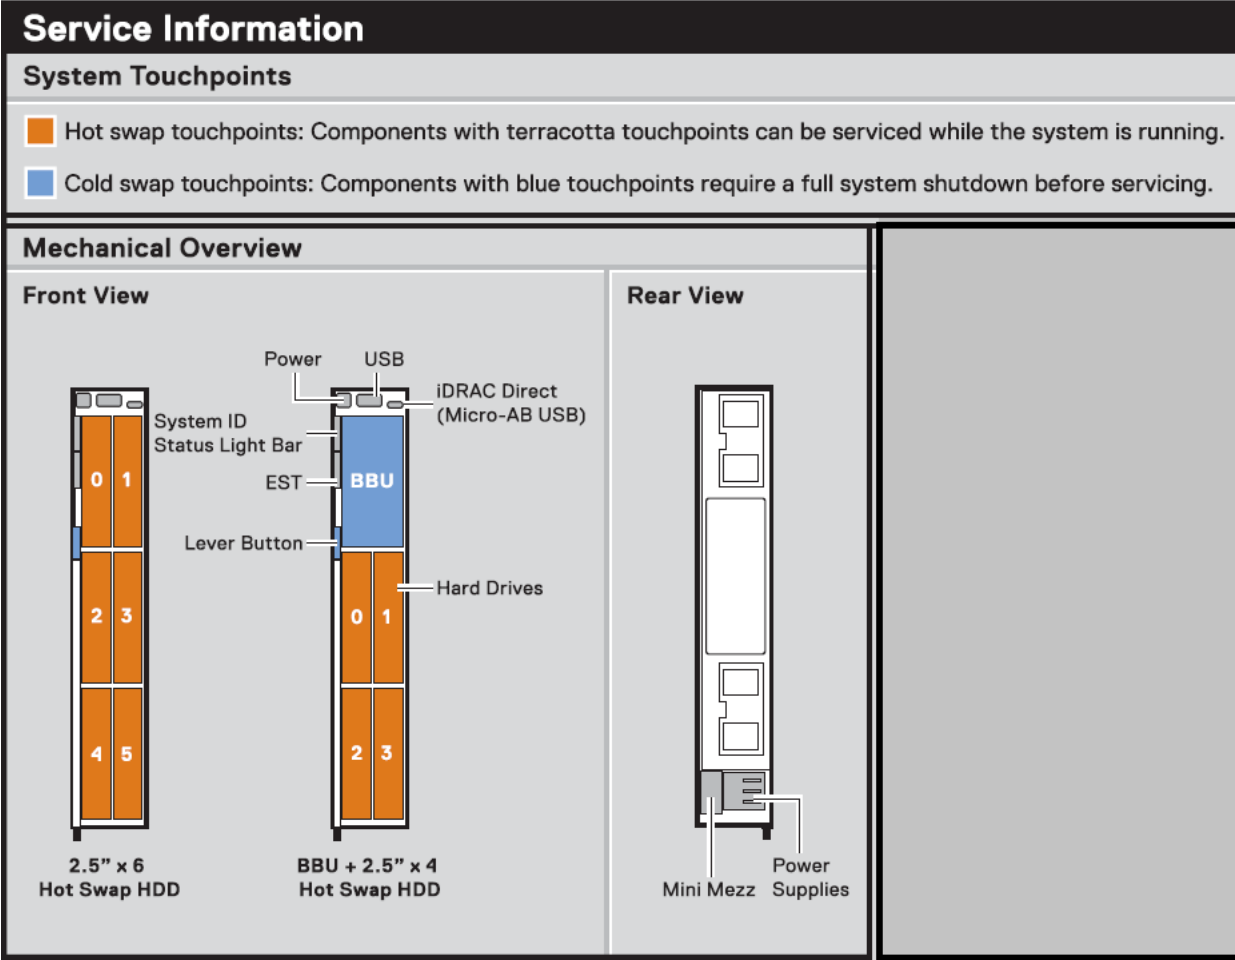 Service Information
System Touchpoints
Hot swap touchpoints: Components with terracotta touchpoints can be serviced while the system is running.
Cold swap touchpoints: Components with blue touchpoints require a full system shutdown before servicing.
Mechanical Overview
Front View
Rear View
Power
USB
iDRAC Direct
(Micro-AB USB)
System ID
Status Light Bar
EST
Lever Button
Hard Drives
0 1
2 3
4 5
BBU
0 1
2 3
2.5” x 6
Hot Swap HDD
BBU + 2.5” x 4
Hot Swap HDD
Mini Mezz
Power
Supplies